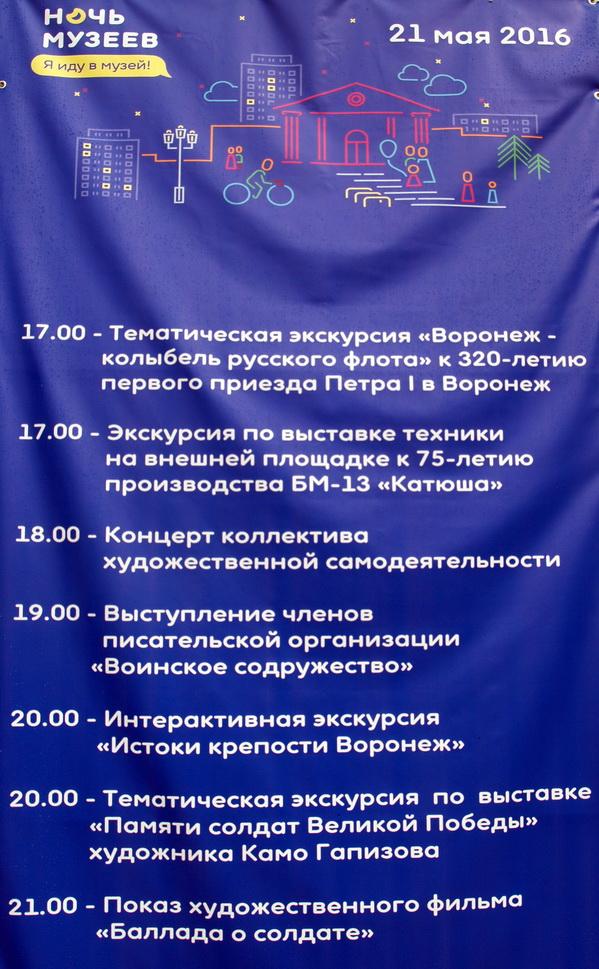 НОЧЬ
МУЗЕЕВ
Я иду в музей!
21 мая 2016
17.00 - Тематическая экскурсия «Воронеж -
колыбель русского флота» к 320-летию
первого приезда Петра I в Воронеж
17.00 - Экскурсия по выставке техники
на внешней площадке к 75-летию
производства БМ-13 «Катюша»
18.00 - Концерт коллектива
художественной самодеятельности
19.00 - Выступление членов
писательской организации
«Воинское содружество»
20.00 - Интерактивная экскурсия
«Истоки крепости Воронеж»
20.00 - Тематическая экскурсия по выставке
«Памяти солдат Великой Победы»
художника Камо Гапизова
21.00 - Показ художественного фильма
«Баллада о солдате»